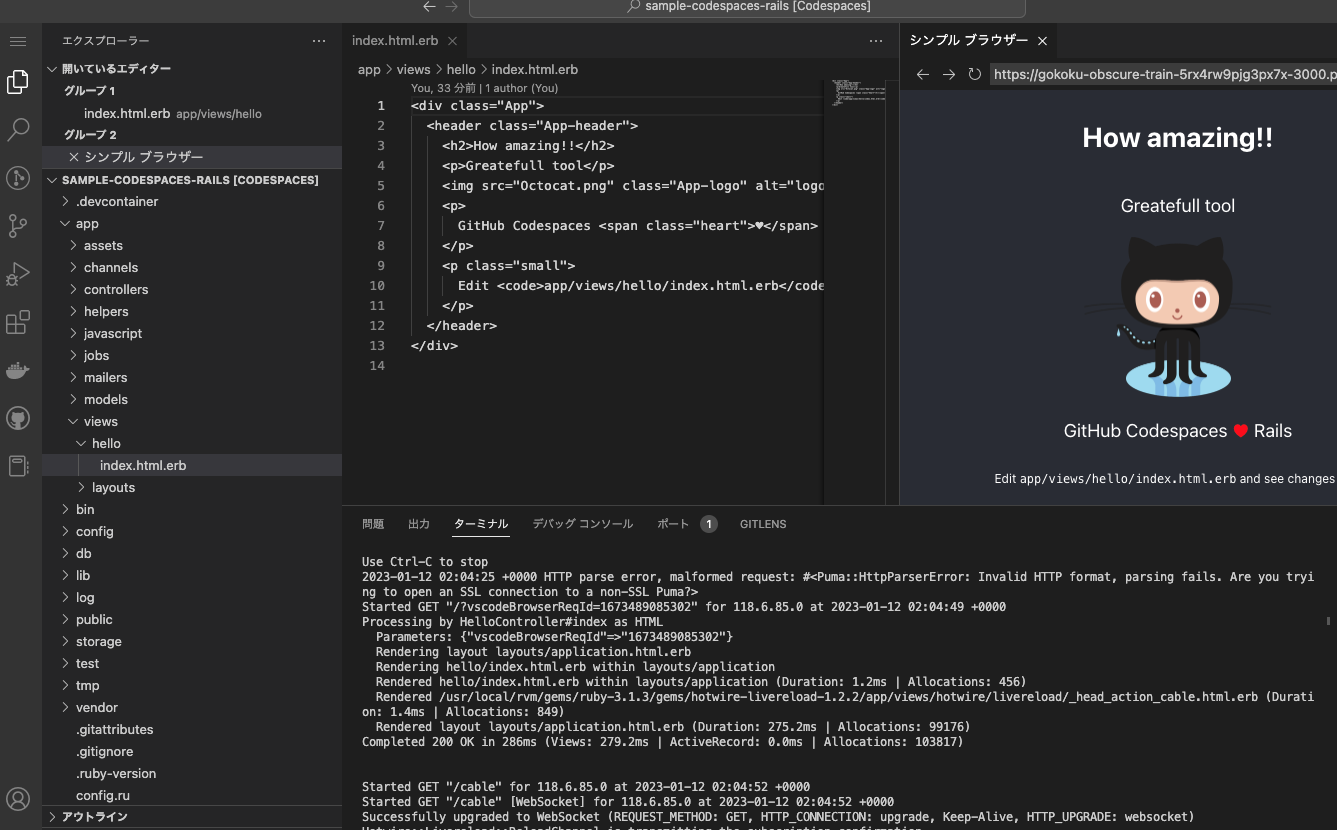 sample-codespaces-rails [Codespaces]
エクスプローラー
開いているエディター
グループ 1
index.html.erb app/views/hello
グループ 2
シンプル ブラウザー
SAMPLE-CODESPACES-RAILS [CODESPACES]
.devcontainer
app
assets
channels
controllers
helpers
javascript
jobs
mailers
models
views
hello
index.html.erb
layouts
bin
config
db
lib
log
public
storage
test
tmp
vendor
.gitattributes
.gitignore
.ruby-version
config.ru
アウトライン
index.html.erb
app > views > hello > index.html.erb
You, 33 分前 | 1 author (You)
1 <div class="App">
2 <header class="App-header">
3 <h2>How amazing!!</h2>
4 <p>Greatefull tool</p>
5 <img src="Octocat.png" class="App-logo" alt="logo
6 <p>
7 GitHub Codespaces <span class="heart">♥</span>
8 </p>
9 <p class="small">
10 Edit <code>app/views/hello/index.html.erb</code
11 </p>
12 </header>
13 </div>
14
シンプル ブラウザー
https://gokoku-obscure-train-5rx4rw9pjg3px7x-3000.p
How amazing!!
Greatefull tool
GitHub Codespaces ♥ Rails
Edit app/views/hello/index.html.erb and see changes
問題 出力 ターミナル デバッグ コンソール ポート 1 GITLENS
Use Ctrl-C to stop
2023-01-12 02:04:25 +0000 HTTP parse error, malformed request: #<Puma::HttpParserError: Invalid HTTP format, parsing fails. Are you tryi
ng to open an SSL connection to a non-SSL Puma?>
Started GET "/?vscodeBrowserReqId=1673489085302" for 118.6.85.0 at 2023-01-12 02:04:49 +0000
Processing by HelloController#index as HTML
Parameters: {"vscodeBrowserReqId"=>"1673489085302"}
Rendering layout layouts/application.html.erb
Rendering hello/index.html.erb within layouts/application
Rendered hello/index.html.erb within layouts/application (Duration: 1.2ms | Allocations: 456)
Rendered /usr/local/rvm/gems/ruby-3.1.3/gems/hotwire-livereload-1.2.2/app/views/hotwire/livereload/_head_action_cable.html.erb (Durati
on: 1.4ms | Allocations: 849)
Rendered layout layouts/application.html.erb (Duration: 275.2ms | Allocations: 99176)
Completed 200 OK in 286ms (Views: 279.2ms | ActiveRecord: 0.0ms | Allocations: 103817)
Started GET "/cable" for 118.6.85.0 at 2023-01-12 02:04:52 +0000
Started GET "/cable" [WebSocket] for 118.6.85.0 at 2023-01-12 02:04:52 +0000
Successfully upgraded to WebSocket (REQUEST_METHOD: GET, HTTP_CONNECTION: upgrade, Keep-Alive, HTTP_UPGRADE: websocket)